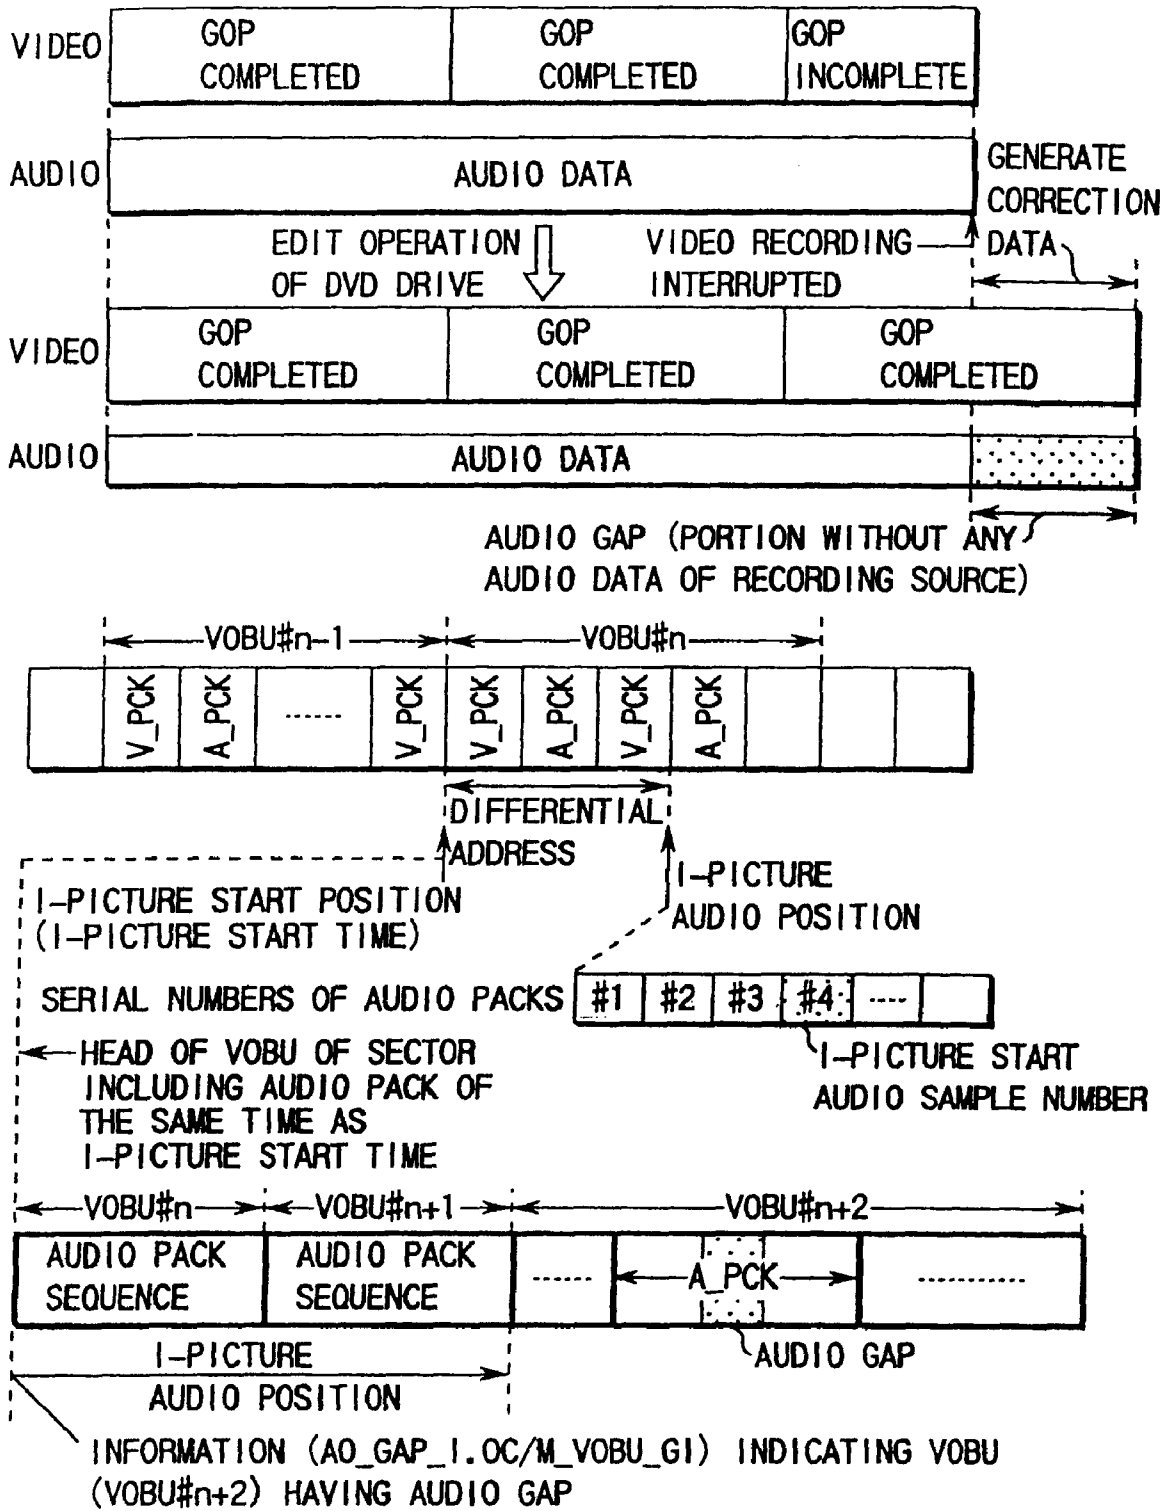 VIDEO
GOP
COMPLETED
GOP
COMPLETED
GOP
INCOMPLETE
AUDIO
AUDIO DATA
GENERATE
CORRECTION
DATA
EDIT OPERATION
OF DVD DRIVE
VIDEO RECORDING
INTERRUPTED
VIDEO
GOP
COMPLETED
GOP
COMPLETED
GOP
COMPLETED
AUDIO
AUDIO DATA
AUDIO GAP (PORTION WITHOUT ANY
AUDIO DATA OF RECORDING SOURCE)
VOBU#n-1
VOBU#n
V_PCK
A_PCK
V_PCK
V_PCK
A_PCK
V_PCK
A_PCK
DIFFERENTIAL
ADDRESS
I-PICTURE START POSITION
(I-PICTURE START TIME)
I-PICTURE
AUDIO POSITION
SERIAL NUMBERS OF AUDIO PACKS
#1
#2
#3
#4
I-PICTURE START
AUDIO SAMPLE NUMBER
HEAD OF VOBU OF SECTOR
INCLUDING AUDIO PACK OF
THE SAME TIME AS
I-PICTURE START TIME
VOBU#n
VOBU#n+1
VOBU#n+2
AUDIO PACK
SEQUENCE
AUDIO PACK
SEQUENCE
A_PCK
AUDIO GAP
I-PICTURE
AUDIO POSITION
INFORMATION (AO_GAP_I.OC/M_VOBU_GI) INDICATING VOBU
(VOBU#n+2) HAVING AUDIO GAP